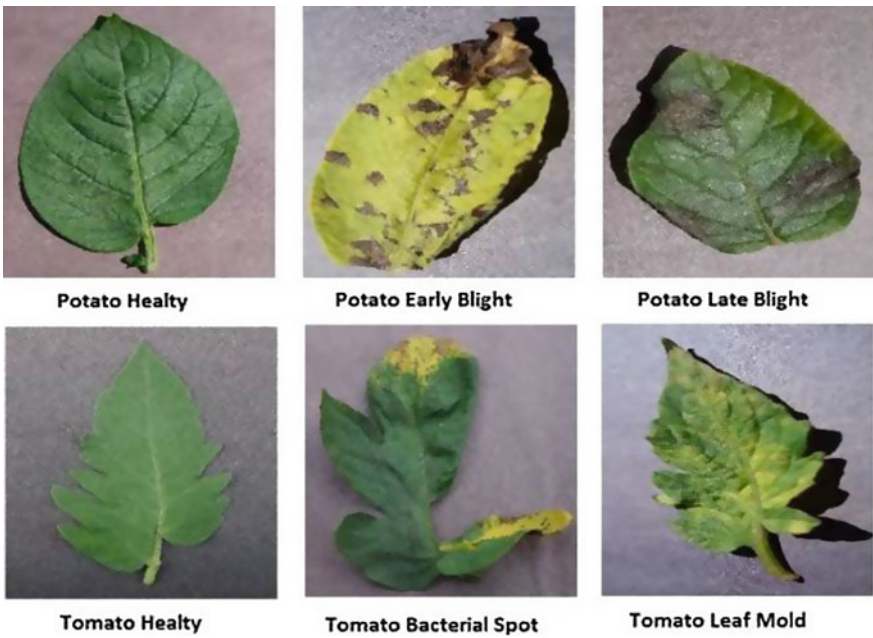 Potato Healty
Potato Early Blight
Potato Late Blight
Tomato Healty
Tomato Bacterial Spot
Tomato Leaf Mold